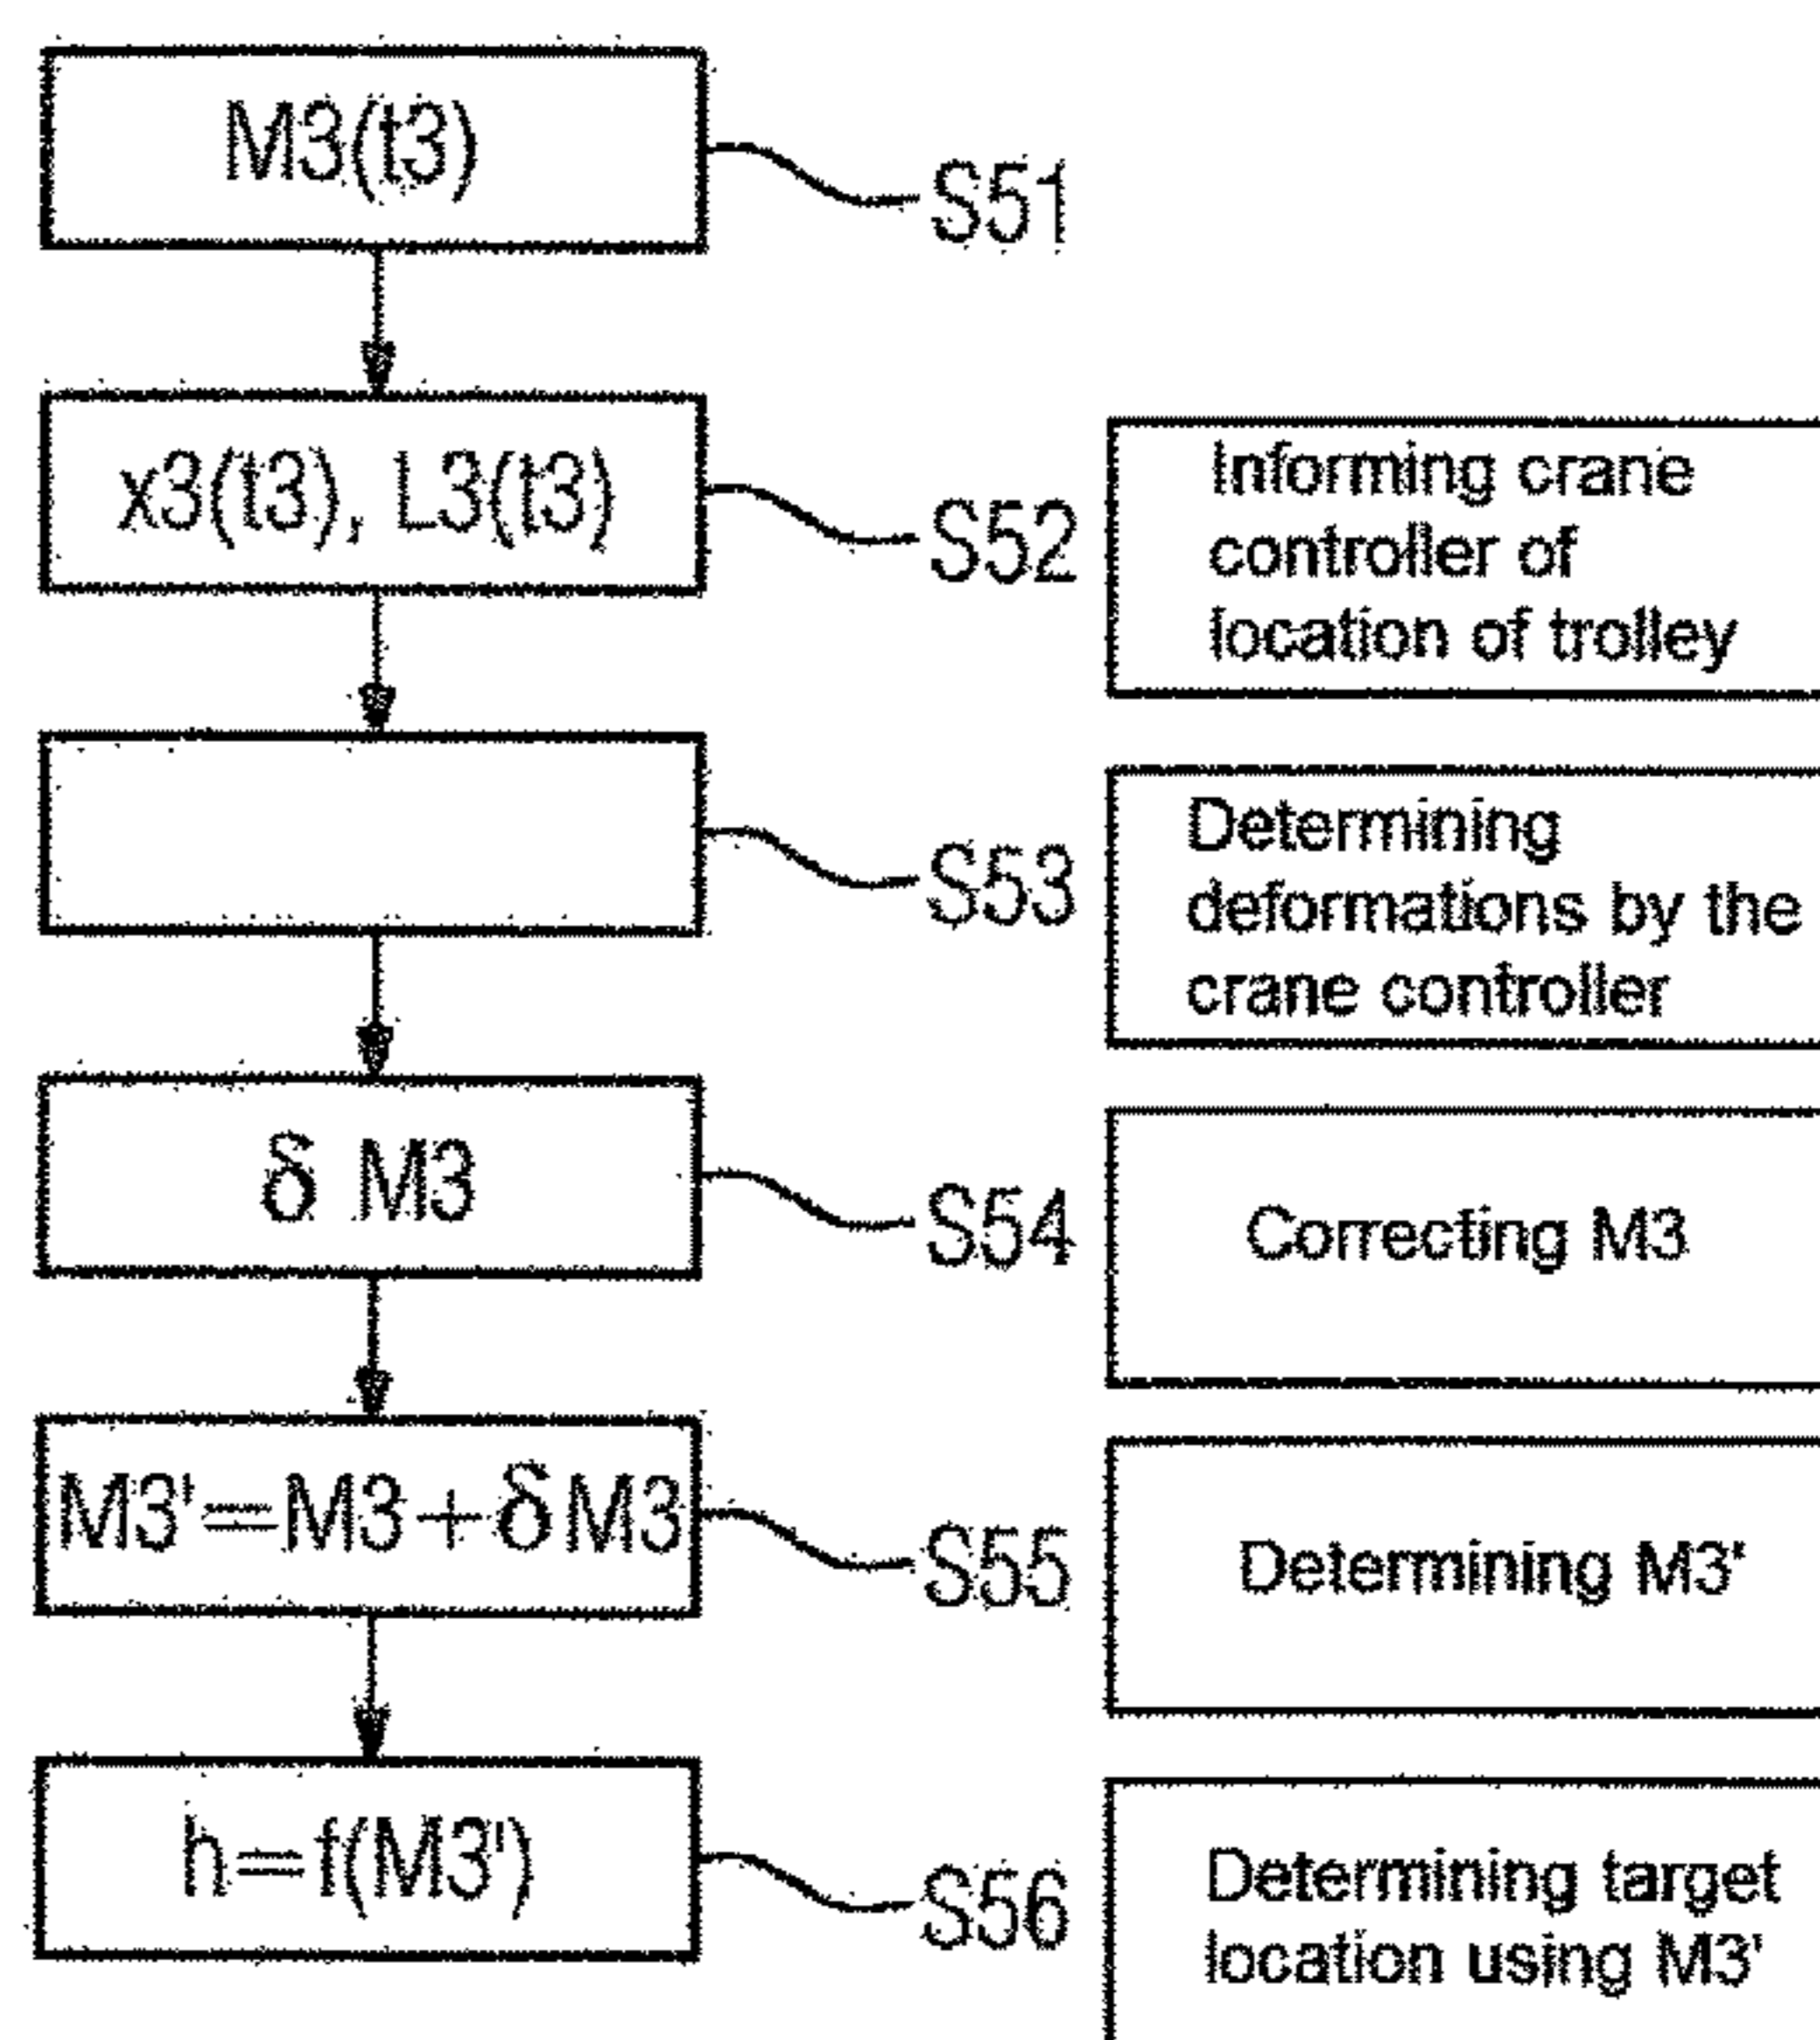 M3(t3)
S51
x3(t3), L3(t3)
S52
Informing crane
controller of
location of trolley
S53
Determining
deformations by the
crane controller
δ M3
S54
Correcting M3
M3'=M3+δM3
S55
Determining M3'
h=f(M3')
S56
Determining target
location using M3'